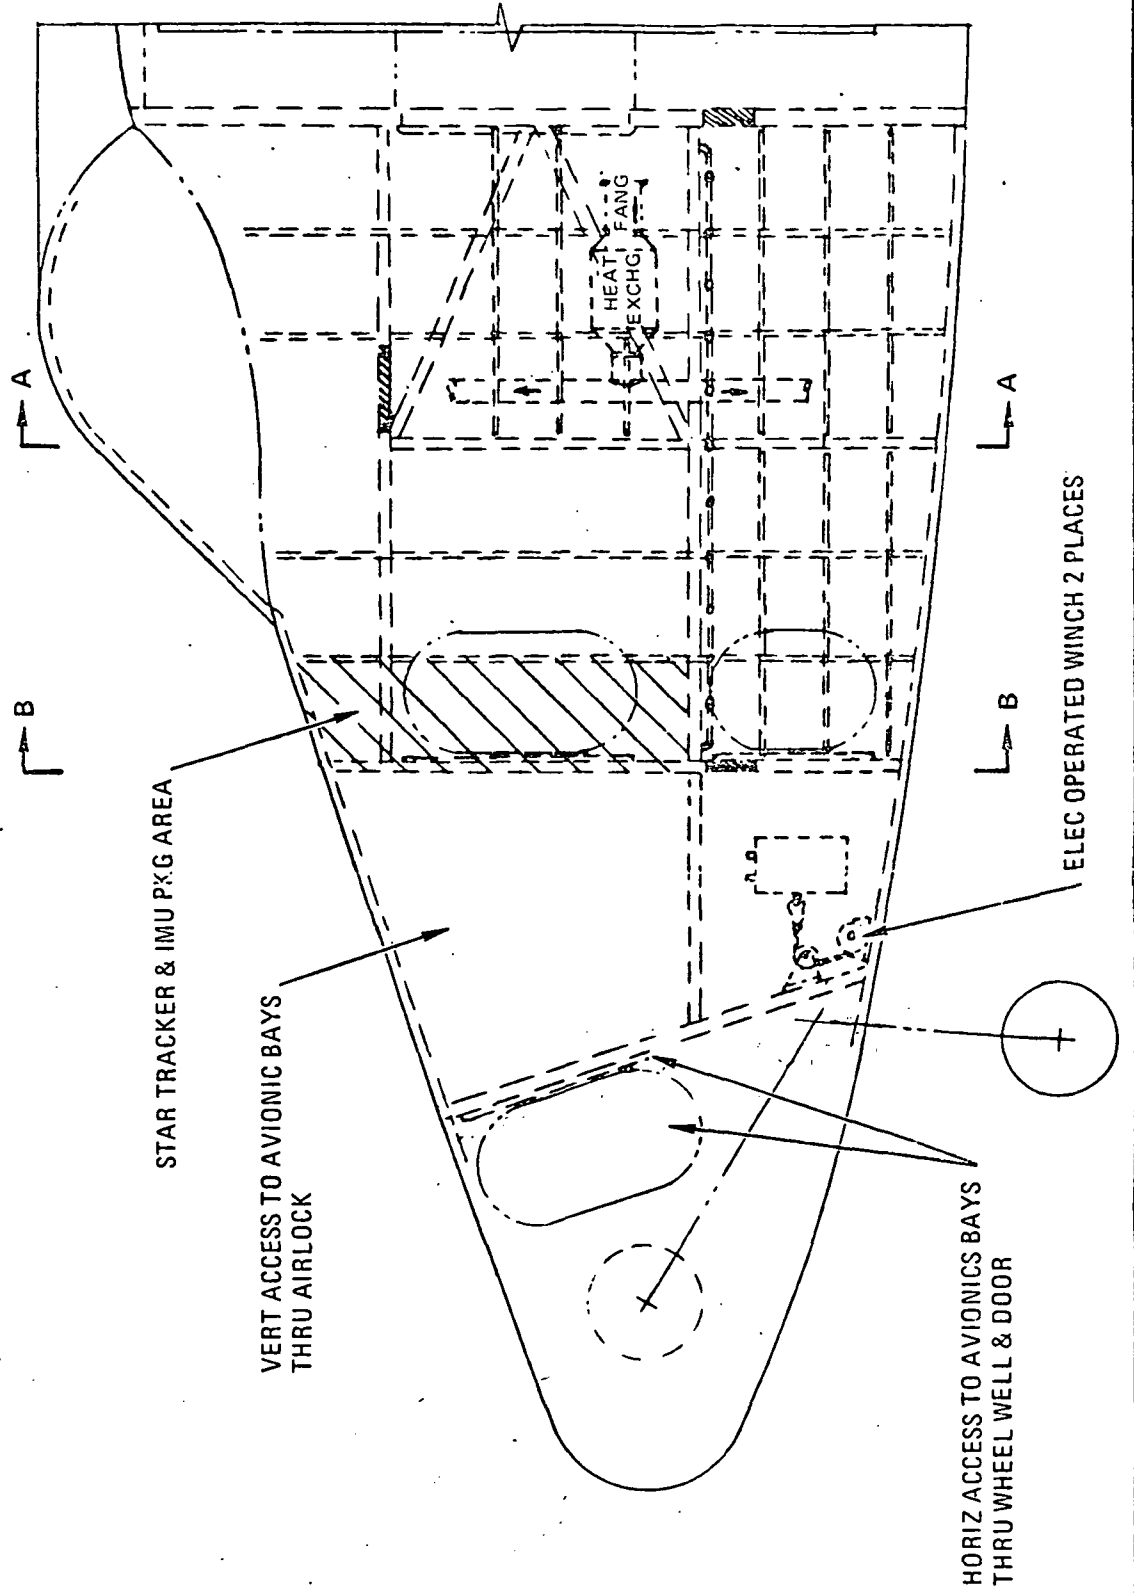 STAR TRACKER & IMU PKG AREA
VERT ACCESS TO AVIONIC BAYS
THRU AIRLOCK
HORIZ ACCESS TO AVIONICS BAYS
THRU WHEEL WELL & DOOR
ELEC OPERATED WINCH 2 PLACES
HEAT
EXCHG
FANG
B
B
A
A